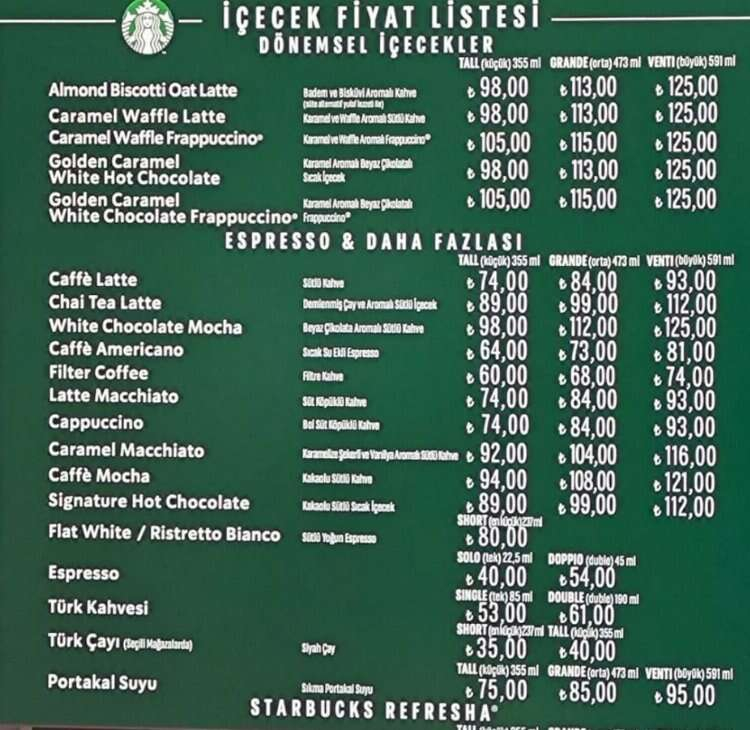 İÇECEK FİYAT LİSTESİ
DÖNEMSEL İÇECEKLER
TALL (küçük) 355 ml GRANDE (orta) 473 ml VENTI (büyük) 591 ml
Almond Biscotti Oat Latte Badem ve Bisküvi Aromalı Kahve ₺ 98,00 ₺ 113,00 ₺ 125,00
(süte alternatif yulaf lezzeti ile)
Caramel Waffle Latte Karamel ve Waffle Aromalı Sütlü Kahve ₺ 98,00 ₺ 113,00 ₺ 125,00
Caramel Waffle Frappuccino® Karamel ve Waffle Aromalı Frappuccino® ₺ 105,00 ₺ 115,00 ₺ 125,00
Golden Caramel Karamel Aromalı Beyaz Çikolatalı ₺ 98,00 ₺ 113,00 ₺ 125,00
White Hot Chocolate Sıcak İçecek
Golden Caramel Karamel Aromalı Beyaz Çikolatalı ₺ 105,00 ₺ 115,00 ₺ 125,00
White Chocolate Frappuccino® Frappuccino®
ESPRESSO & DAHA FAZLASI
TALL (küçük) 355 ml GRANDE (orta) 473 ml VENTI (büyük) 591 ml
Caffè Latte Sütlü Kahve ₺ 74,00 ₺ 84,00 ₺ 93,00
Chai Tea Latte Demlenmiş Çay ve Aromalı Sütlü İçecek ₺ 89,00 ₺ 99,00 ₺ 112,00
White Chocolate Mocha Beyaz Çikolata Aromalı Sütlü Kahve ₺ 98,00 ₺ 112,00 ₺ 125,00
Caffè Americano Sıcak Su Ekli Espresso ₺ 64,00 ₺ 73,00 ₺ 81,00
Filter Coffee Filtre Kahve ₺ 60,00 ₺ 68,00 ₺ 74,00
Latte Macchiato Süt Köpüklü Kahve ₺ 74,00 ₺ 84,00 ₺ 93,00
Cappuccino Bol Süt Köpüklü Kahve ₺ 74,00 ₺ 84,00 ₺ 93,00
Caramel Macchiato Karamelize Şekerli ve Vanilya Aromalı Sütlü Kahve ₺ 92,00 ₺ 104,00 ₺ 116,00
Caffè Mocha Kakaolu Sütlü Kahve ₺ 94,00 ₺ 108,00 ₺ 121,00
Signature Hot Chocolate Kakaolu Sütlü Sıcak İçecek ₺ 89,00 ₺ 99,00 ₺ 112,00
SHORT (en küçük) 237 ml
Flat White / Ristretto Bianco Sütlü Yoğun Espresso ₺ 80,00
SOLO (tek) 22,5 ml DOPPIO (duble) 45 ml
Espresso ₺ 40,00 ₺ 54,00
SINGLE (tek) 85 ml DOUBLE (duble) 190 ml
Türk Kahvesi ₺ 53,00 ₺ 61,00
SHORT (en küçük) 237 ml TALL (küçük) 355 ml
Türk Çayı (Seçili Mağazalarda) Siyah Çay ₺ 35,00 ₺ 40,00
TALL (küçük) 355 ml GRANDE (orta) 473 ml VENTI (büyük) 591 ml
Portakal Suyu Sıkma Portakal Suyu ₺ 75,00 ₺ 85,00 ₺ 95,00
STARBUCKS REFRESHA®